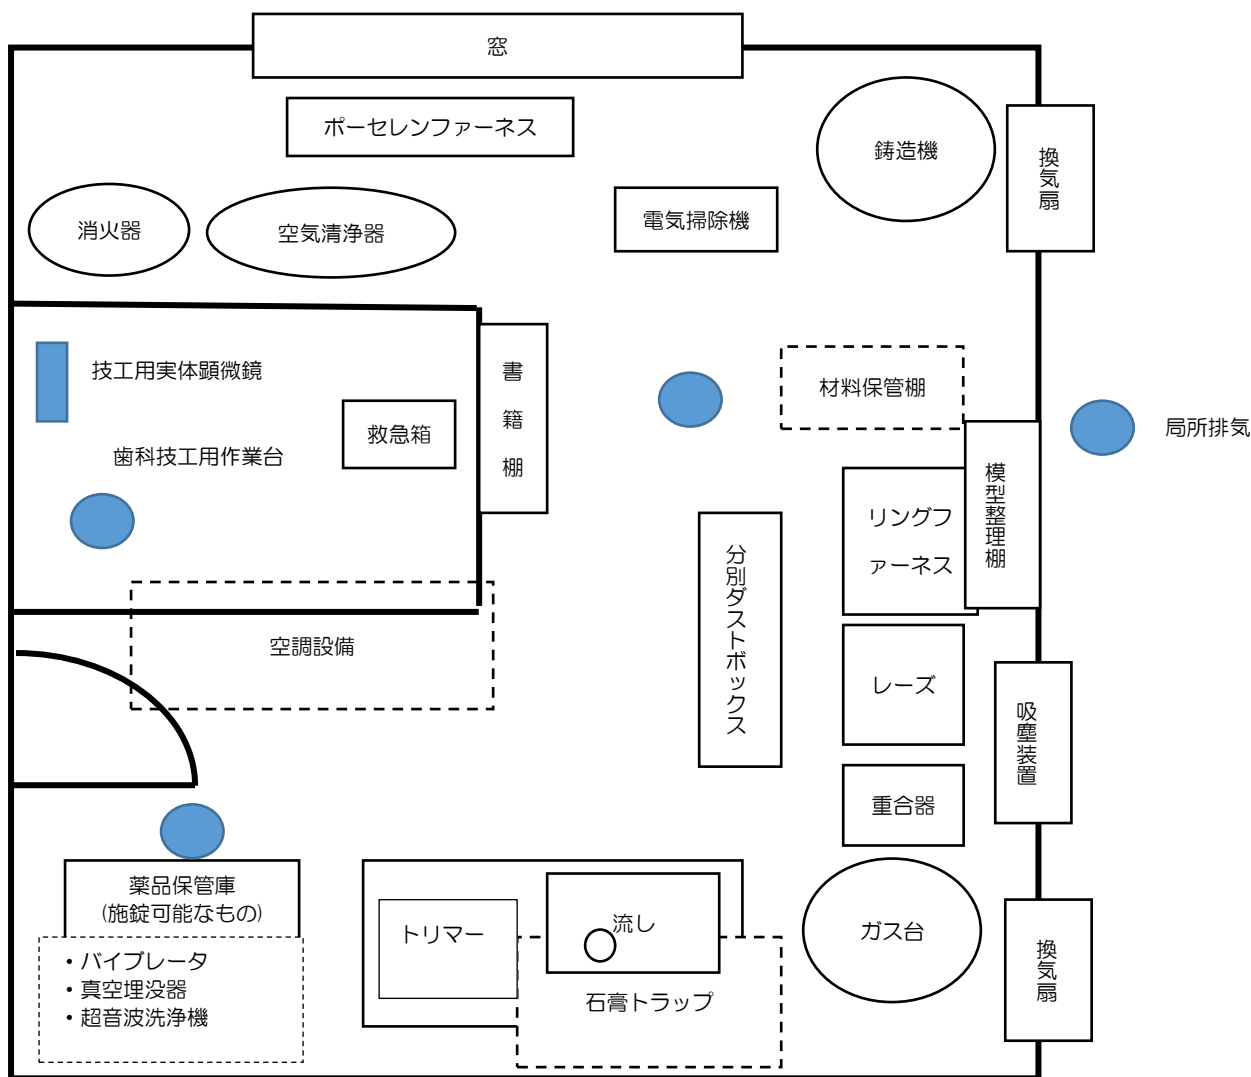 窓
ポーセレンファーネス
鋳造機
換気扇
消火器
空気清浄器
電気掃除機
技工用実体顕微鏡
書籍棚
材料保管棚
救急箱
歯科技工用作業台
局所排気
模型整理棚
リングフ
ァーネス
分別ダストボックス
空調設備
レーズ
吸塵装置
重合器
薬品保管庫
(施錠可能なもの)
・バイブレータ
・真空埋没器
・超音波洗浄機
トリマー
流し
石膏トラップ
ガス台
換気扇